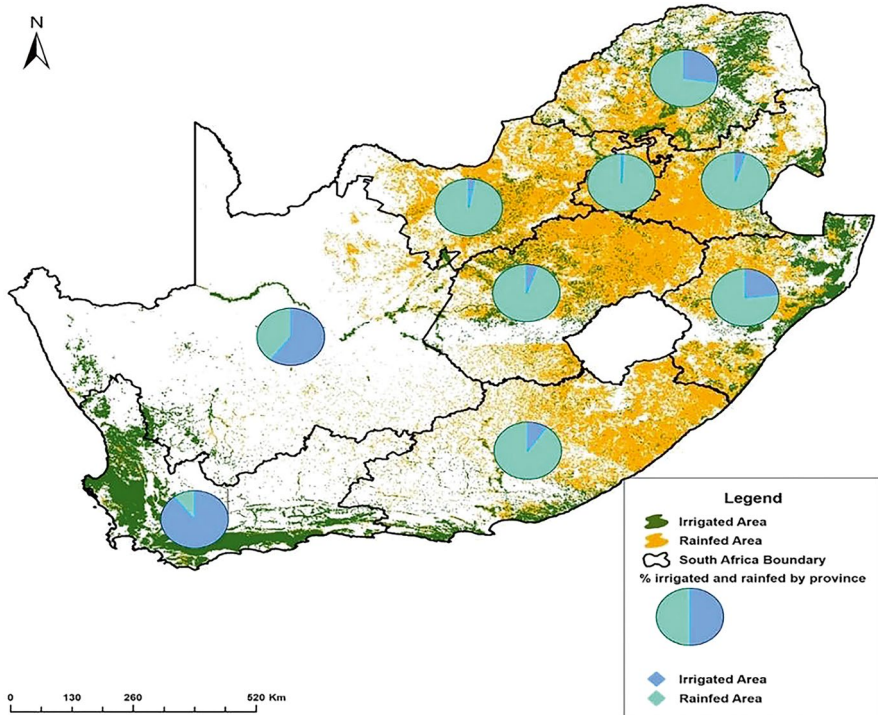 N
Legend
Irrigated Area
Rainfed Area
South Africa Boundary
% irrigated and rainfed by province
Irrigated Area
Rainfed Area
0 130 260 520 Km